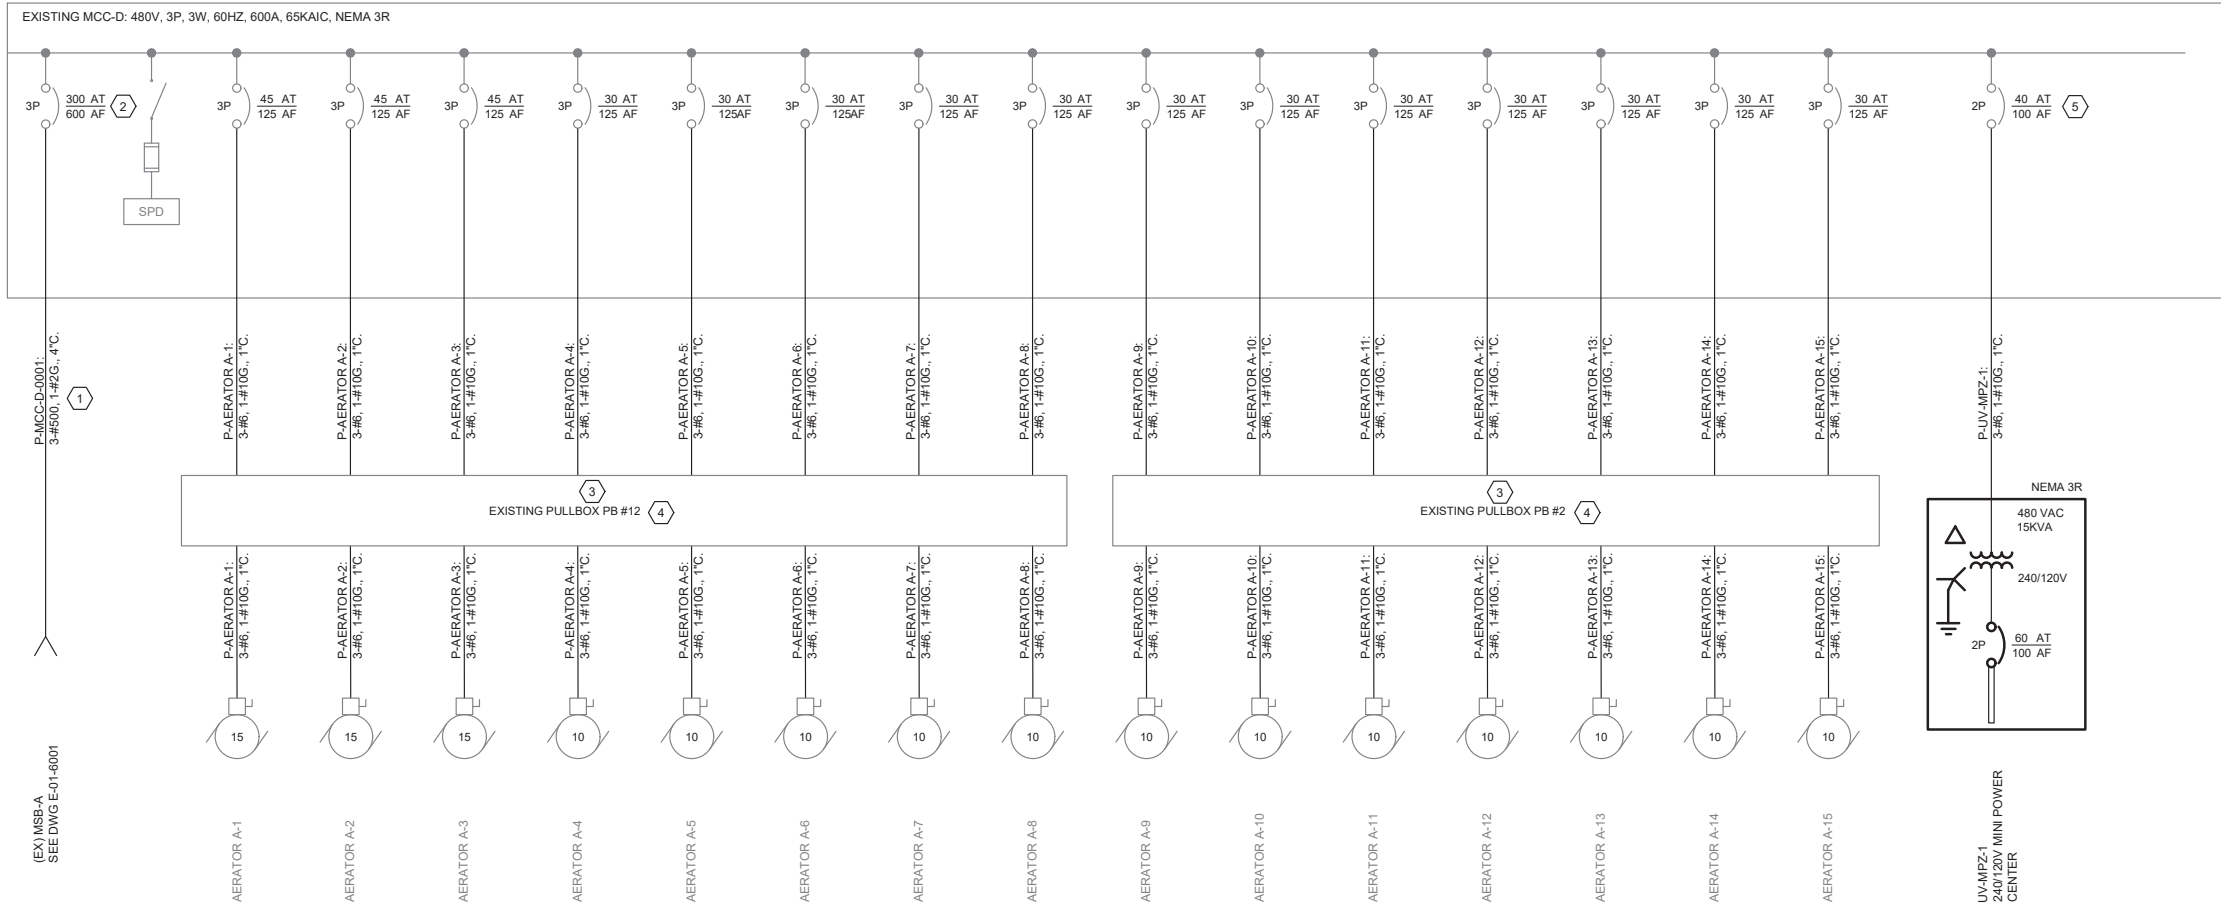 EXISTING MCC-D: 480V, 3P, 3W, 60HZ, 600A, 65KAIC, NEMA 3R
3P
300 AT
600 AF
2
SPD
3P
45 AT
125 AF
3P
45 AT
125 AF
3P
45 AT
125 AF
3P
30 AT
125 AF
3P
30 AT
125AF
3P
30 AT
125AF
3P
30 AT
125 AF
3P
30 AT
125 AF
3P
30 AT
125 AF
3P
30 AT
125 AF
3P
30 AT
125 AF
3P
30 AT
125 AF
3P
30 AT
125 AF
3P
30 AT
125 AF
3P
30 AT
125 AF
2P
40 AT
100 AF
5
P-MCC-D-0001:
3-#500, 1-#2G., 4"C.
1
P-AERATOR A-1:
3-#6, 1-#10G., 1"C.
P-AERATOR A-2:
3-#6, 1-#10G., 1"C.
P-AERATOR A-3:
3-#6, 1-#10G., 1"C.
P-AERATOR A-4:
3-#6, 1-#10G., 1"C.
P-AERATOR A-5:
3-#6, 1-#10G., 1"C.
P-AERATOR A-6:
3-#6, 1-#10G., 1"C.
P-AERATOR A-7:
3-#6, 1-#10G., 1"C.
P-AERATOR A-8:
3-#6, 1-#10G., 1"C.
P-AERATOR A-9:
3-#6, 1-#10G., 1"C.
P-AERATOR A-10:
3-#6, 1-#10G., 1"C.
P-AERATOR A-11:
3-#6, 1-#10G., 1"C.
P-AERATOR A-12:
3-#6, 1-#10G., 1"C.
P-AERATOR A-13:
3-#6, 1-#10G., 1"C.
P-AERATOR A-14:
3-#6, 1-#10G., 1"C.
P-AERATOR A-15:
3-#6, 1-#10G., 1"C.
P-UV-MPZ-1:
3-#6, 1-#10G., 1"C.
3
EXISTING PULLBOX PB #12
4
3
EXISTING PULLBOX PB #2
4
NEMA 3R
480 VAC
15KVA
240/120V
2P
60 AT
100 AF
P-AERATOR A-1:
3-#6, 1-#10G., 1"C.
P-AERATOR A-2:
3-#6, 1-#10G., 1"C.
P-AERATOR A-3:
3-#6, 1-#10G., 1"C.
P-AERATOR A-4:
3-#6, 1-#10G., 1"C.
P-AERATOR A-5:
3-#6, 1-#10G., 1"C.
P-AERATOR A-6:
3-#6, 1-#10G., 1"C.
P-AERATOR A-7:
3-#6, 1-#10G., 1"C.
P-AERATOR A-8:
3-#6, 1-#10G., 1"C.
P-AERATOR A-9:
3-#6, 1-#10G., 1"C.
P-AERATOR A-10:
3-#6, 1-#10G., 1"C.
P-AERATOR A-11:
3-#6, 1-#10G., 1"C.
P-AERATOR A-12:
3-#6, 1-#10G., 1"C.
P-AERATOR A-13:
3-#6, 1-#10G., 1"C.
P-AERATOR A-14:
3-#6, 1-#10G., 1"C.
P-AERATOR A-15:
3-#6, 1-#10G., 1"C.
15
15
15
10
10
10
10
10
10
10
10
10
10
10
10
(EX) MSB-A
SEE DWG E-01-6001
AERATOR A-1
AERATOR A-2
AERATOR A-3
AERATOR A-4
AERATOR A-5
AERATOR A-6
AERATOR A-7
AERATOR A-8
AERATOR A-9
AERATOR A-10
AERATOR A-11
AERATOR A-12
AERATOR A-13
AERATOR A-14
AERATOR A-15
UV-MPZ-1
240/120V MINI POWER
CENTER